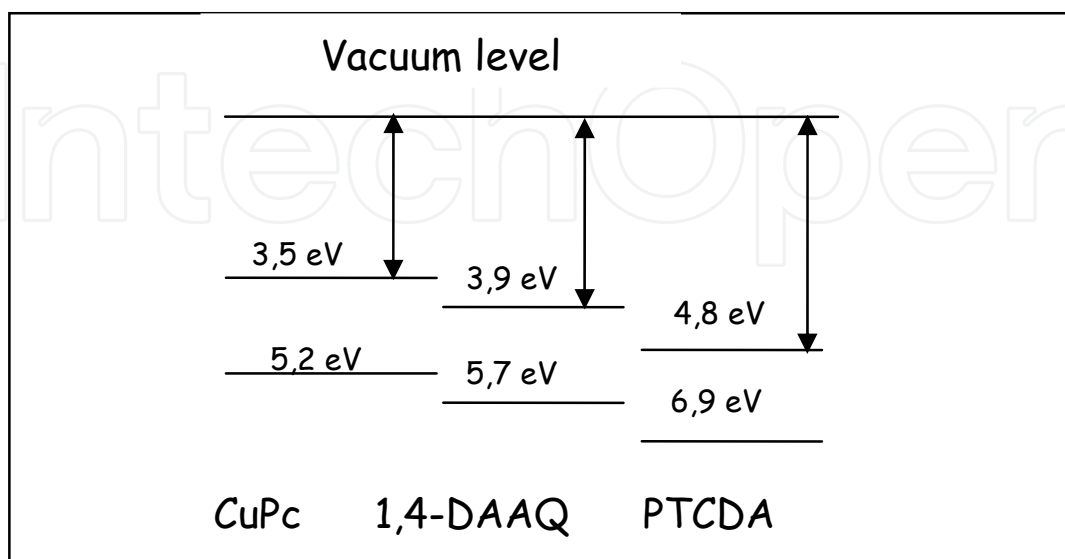 Vacuum level
3,5 eV
3,9 eV
4,8 eV
5,2 eV
5,7 eV
6,9 eV
CuPc 1,4-DAAQ PTCDA
IntechOpen